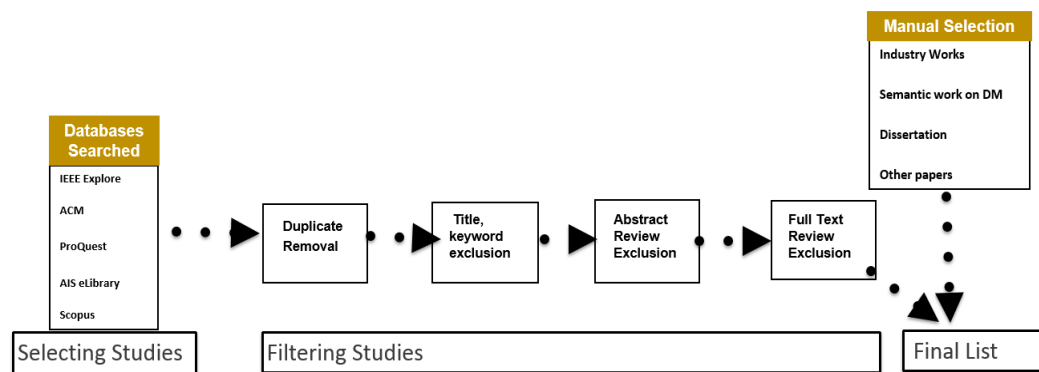 Databases
Searched
IEEE Explore
ACM
ProQuest
AIS eLibrary
Scopus
Selecting Studies
Duplicate
Removal
Title,
keyword
exclusion
Abstract
Review
Exclusion
Full Text
Review
Exclusion
Filtering Studies
Manual Selection
Industry Works
Semantic work on DM
Dissertation
Other papers
Final List